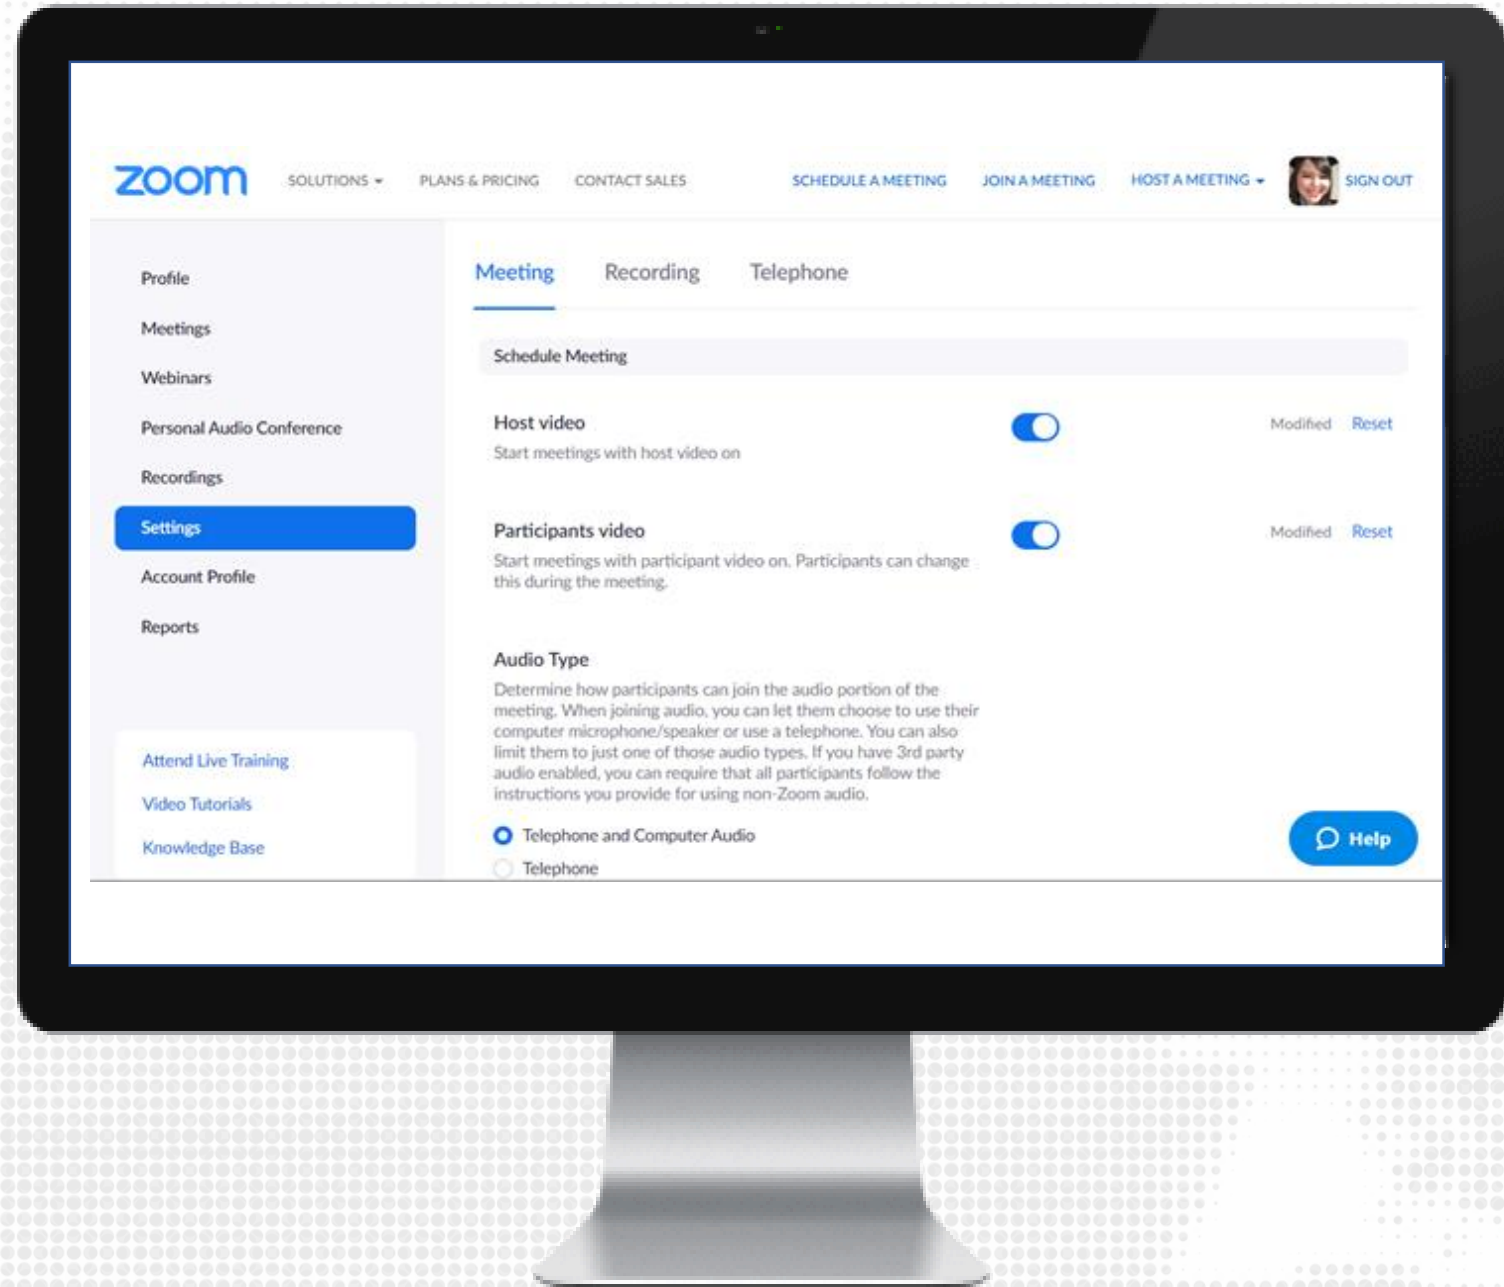 zoom SOLUTIONS PLANS & PRICING CONTACT SALES SCHEDULE A MEETING JOIN A MEETING HOST A MEETING SIGN OUT
Profile
Meetings
Webinars
Personal Audio Conference
Recordings
Settings
Account Profile
Reports
Attend Live Training
Video Tutorials
Knowledge Base
Meeting Recording Telephone
Schedule Meeting
Host video Modified Reset
Start meetings with host video on
Participants video Modified Reset
Start meetings with participant video on. Participants can change
this during the meeting.
Audio Type
Determine how participants can join the audio portion of the
meeting. When joining audio, you can let them choose to use their
computer microphone/speaker or use a telephone. You can also
limit them to just one of those audio types. If you have 3rd party
audio enabled, you can require that all participants follow the
instructions you provide for using non-Zoom audio.
Telephone and Computer Audio
Telephone
Help